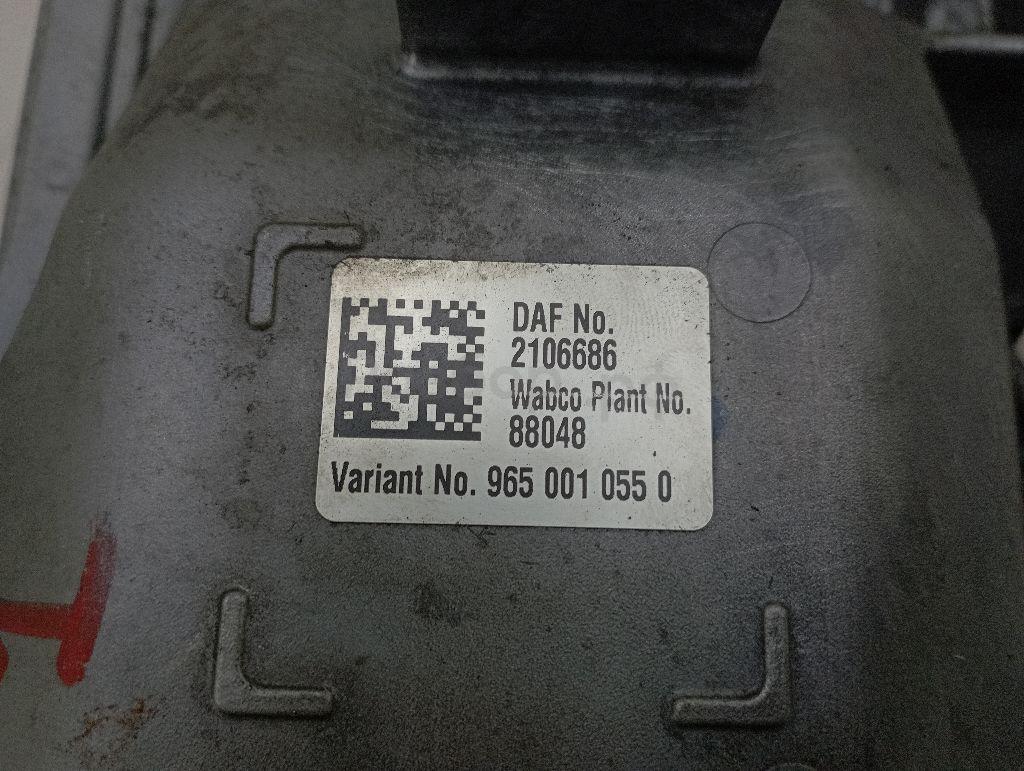 DAF No.
2106686
Wabco Plant No.
88048
Variant No. 965 001 055 0